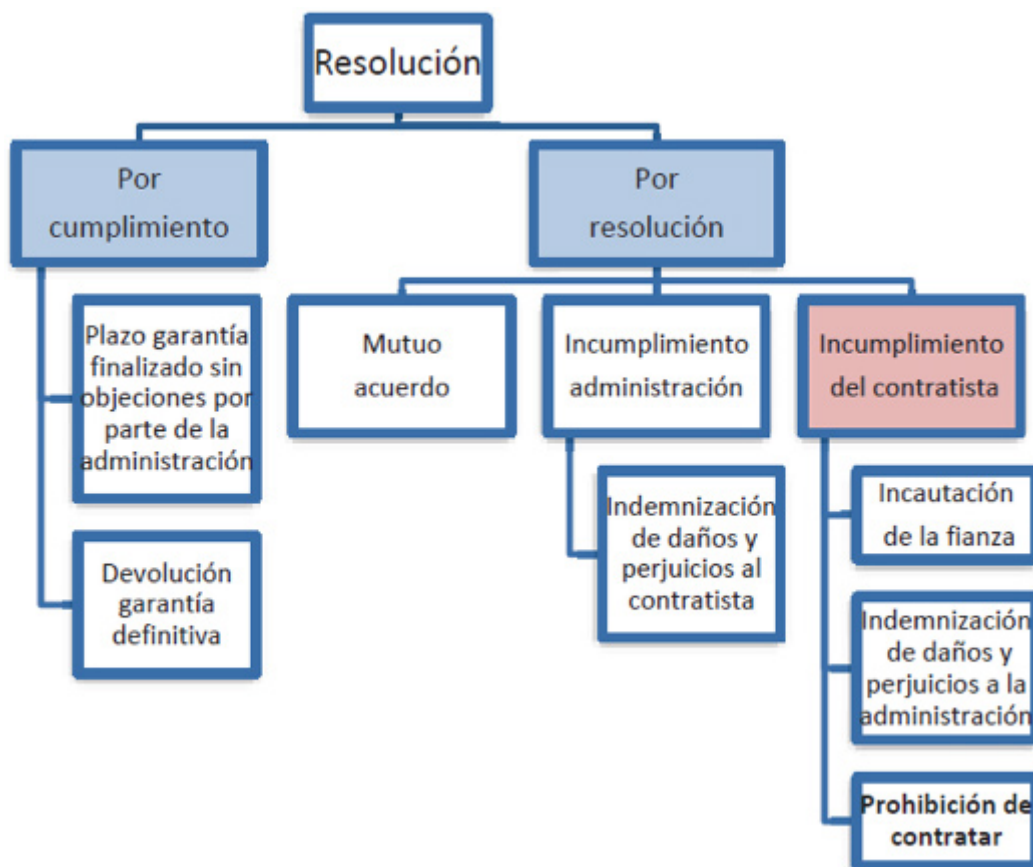 Resolución
Por
cumplimiento
Plazo garantía
finalizado sin
objeciones por
parte de la
administración
Devolución
garantía
definitiva
Por
resolución
Mutuo
acuerdo
Incumplimiento
administración
Indemnización
de daños y
perjuicios al
contratista
Incumplimiento
del contratista
Incautación
de la fianza
Indemnización
de daños y
perjuicios a la
administración
Prohibición de
contratar